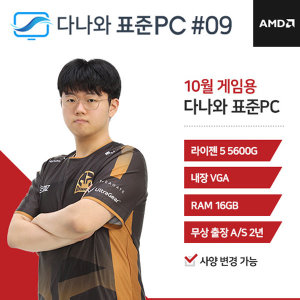 다나와 표준PC #09
AMD
10월 게임용
다나와 표준PC
라이젠 5 5600G
내장 VGA
RAM 16GB
무상 출장 A/S 2년
사양 변경 가능
UltraGear